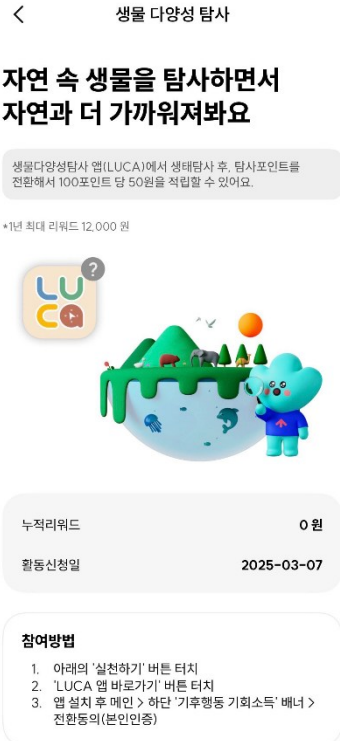 생물 다양성 탐사
자연 속 생물을 탐사하면서
자연과 더 가까워져봐요
생물다양성탐사 앱(LUCA)에서 생태탐사 후, 탐사포인트를
전환해서 100포인트 당 50원을 적립할 수 있어요.
*1년 최대 리워드 12,000 원
?
LU
ca
누적리워드 0 원
활동신청일 2025-03-07
참여방법
1. 아래의 '실천하기' 버튼 터치
2. 'LUCA 앱 바로가기' 버튼 터치
3. 앱 설치 후 메인 > 하단 '기후행동 기회소득' 배너 >
전환동의(본인인증)